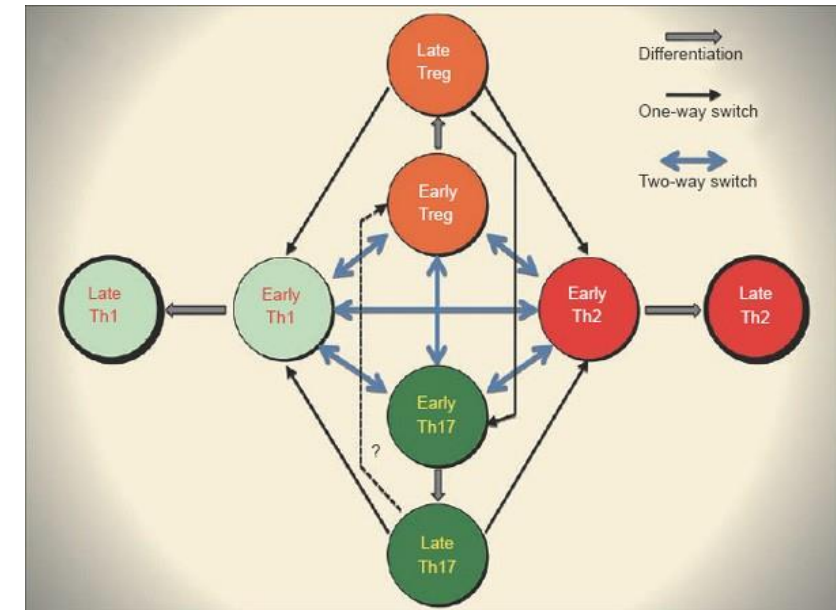 Late
Treg
Differentiation
One-way switch
Early
Treg
Two-way switch
Late
Th1
Early
Th1
Early
Th2
Late
Th2
Early
Th17
?
Late
Th17